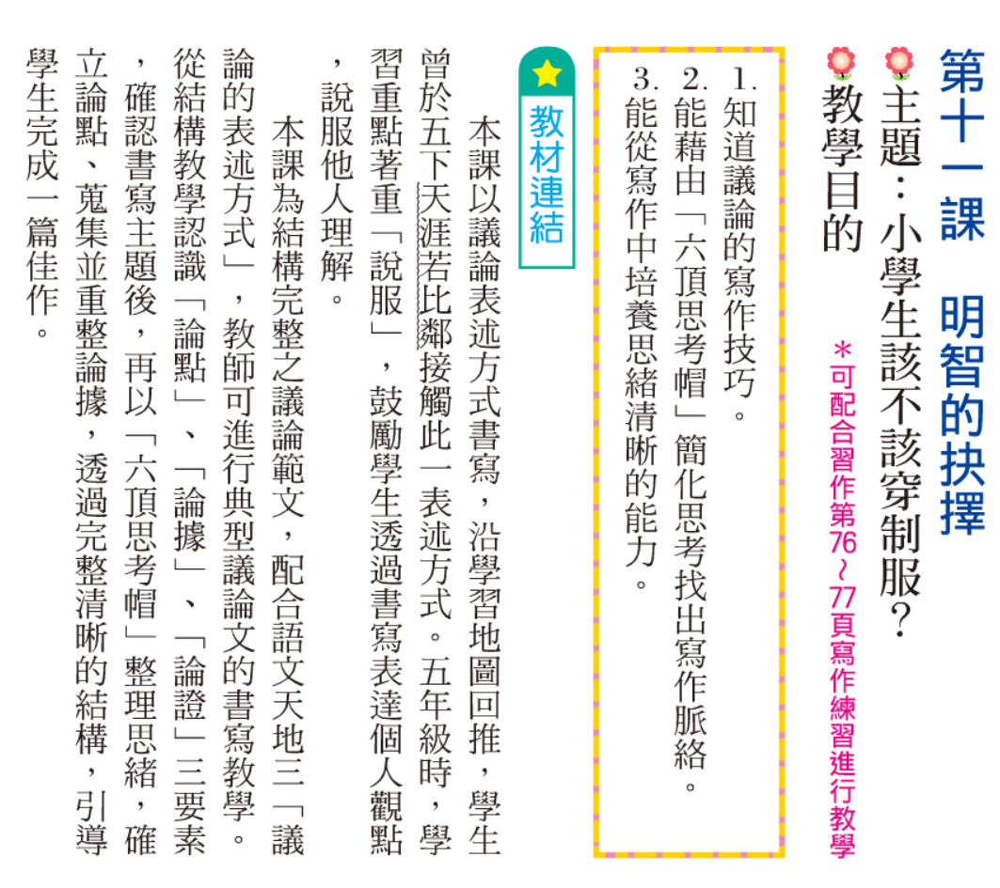 第十一課　明智的抉擇
主題：小學生該不該穿制服？
教學目的　＊可配合習作第76～77頁寫作練習進行教學
1.知道議論的寫作技巧。
2.能藉由「六頂思考帽」簡化思考找出寫作脈絡。
3.能從寫作中培養思緒清晰的能力。
教材連結
本課以議論表述方式書寫，沿學習地圖回推，學生
曾於五下天涯若比鄰接觸此一表述方式。五年級時，學
習重點著重「說服」，鼓勵學生透過書寫表達個人觀點
，說服他人理解。
本課為結構完整之議論範文，配合語文天地三「議
論的表述方式」，教師可進行典型議論文的書寫教學。
從結構教學認識「論點」、「論據」、「論證」三要素
，確認書寫主題後，再以「六頂思考帽」整理思緒，確
立論點、蒐集並重整論據，透過完整清晰的結構，引導
學生完成一篇佳作。